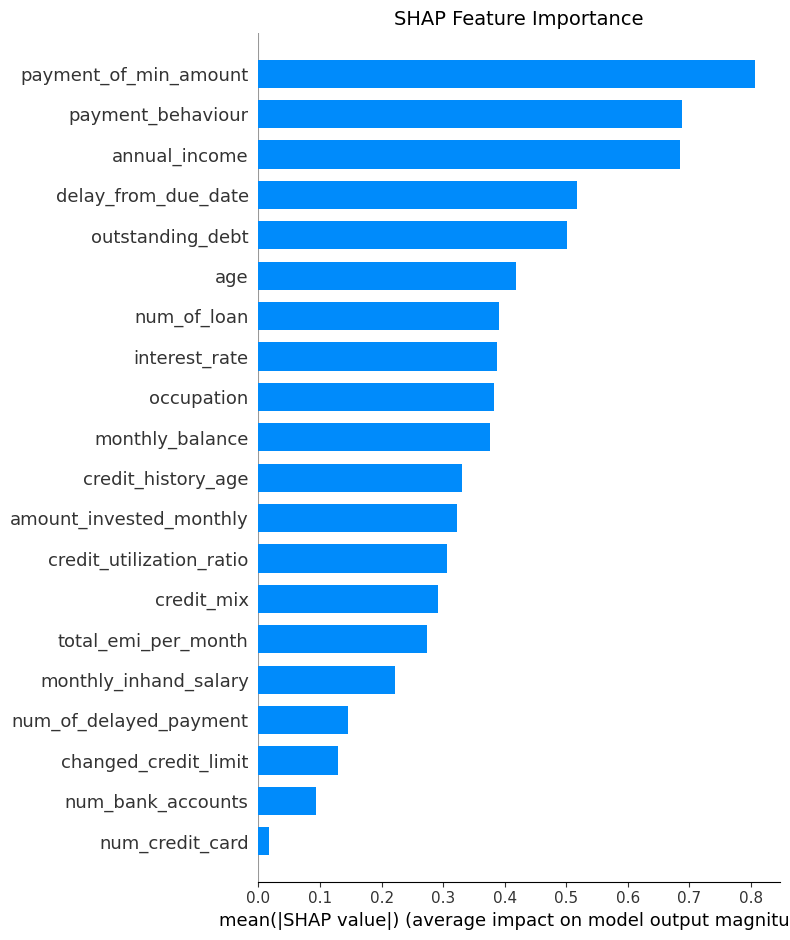 SHAP Feature Importance
payment_of_min_amount
payment_behaviour
annual_income
delay_from_due_date
outstanding_debt
age
num_of_loan
interest_rate
occupation
monthly_balance
credit_history_age
amount_invested_monthly
credit_utilization_ratio
credit_mix
total_emi_per_month
monthly_inhand_salary
num_of_delayed_payment
changed_credit_limit
num_bank_accounts
num_credit_card
0.0 0.1 0.2 0.3 0.4 0.5 0.6 0.7 0.8
mean(|SHAP value|) (average impact on model output magnitu